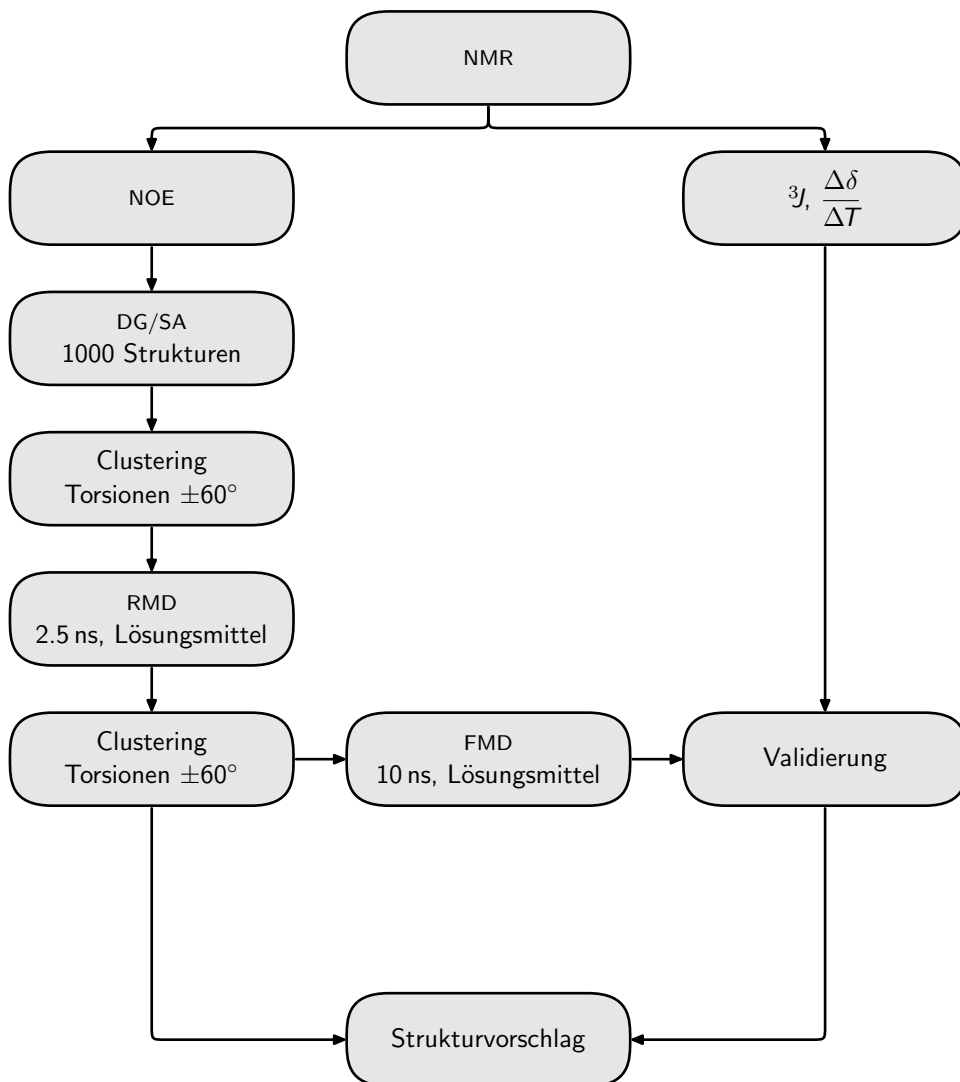 NMR
NOE
³J, Δδ/ΔT
DG/SA
1000 Strukturen
Clustering
Torsionen ±60°
RMD
2.5 ns, Lösungsmittel
Clustering
Torsionen ±60°
FMD
10 ns, Lösungsmittel
Validierung
Strukturvorschlag